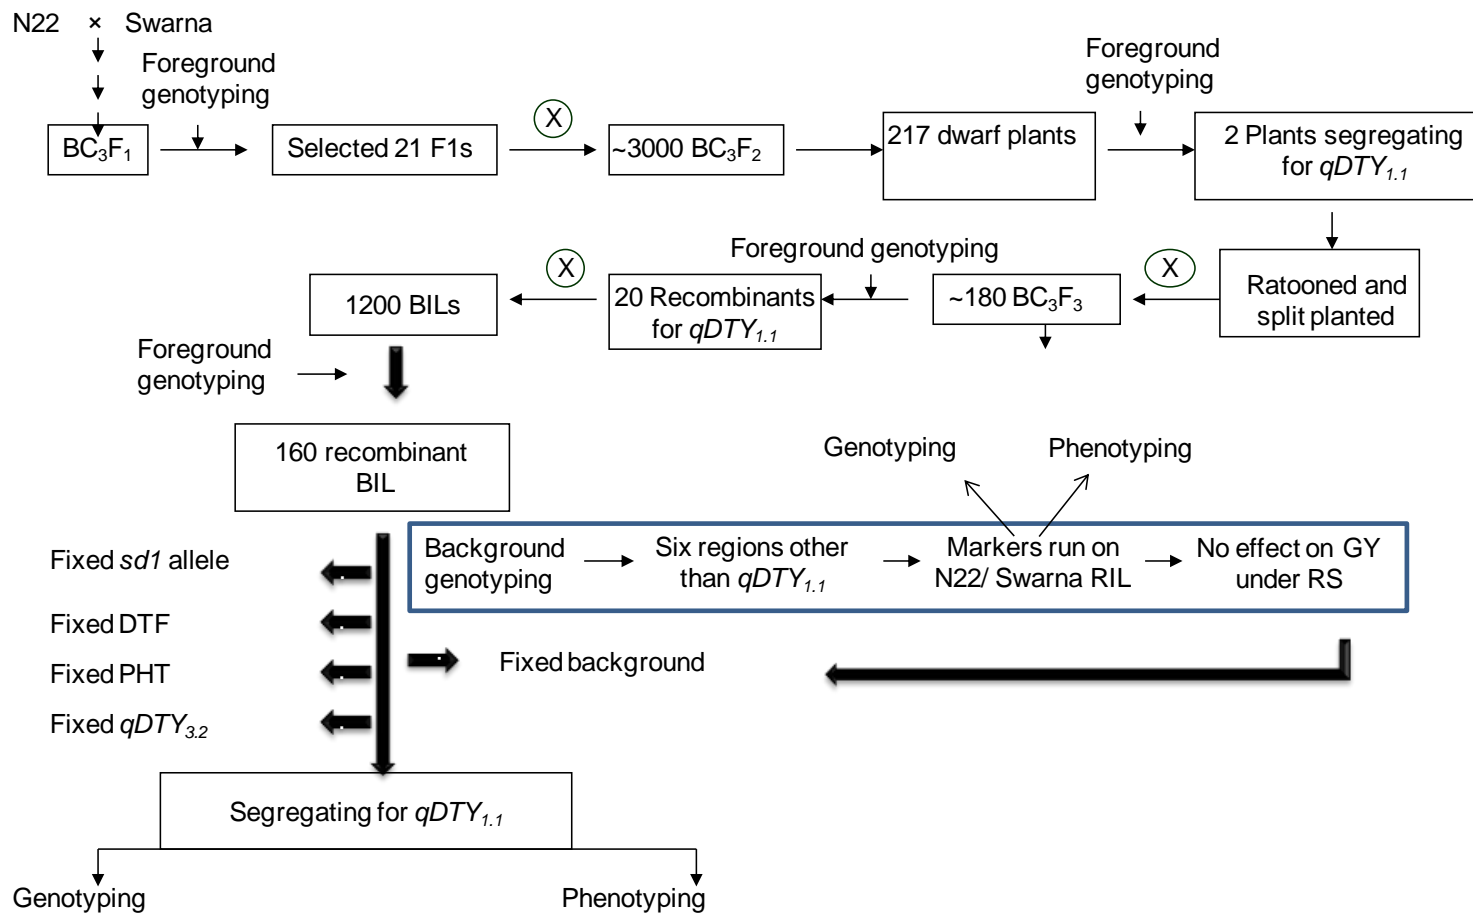 N22 × Swarna
Foreground
genotyping
BC3F1
Selected 21 F1s
X
~3000 BC3F2
217 dwarf plants
Foreground
genotyping
2 Plants segregating
for qDTY1.1
Ratooned and
split planted
X
~180 BC3F3
Foreground genotyping
20 Recombinants
for qDTY1.1
X
1200 BILs
Foreground
genotyping
160 recombinant
BIL
Genotyping
Phenotyping
Background
genotyping
Six regions other
than qDTY1.1
Markers run on
N22/ Swarna RIL
No effect on GY
under RS
Fixed sd1 allele
Fixed DTF
Fixed PHT
Fixed qDTY3.2
Fixed background
Segregating for qDTY1.1
Genotyping
Phenotyping